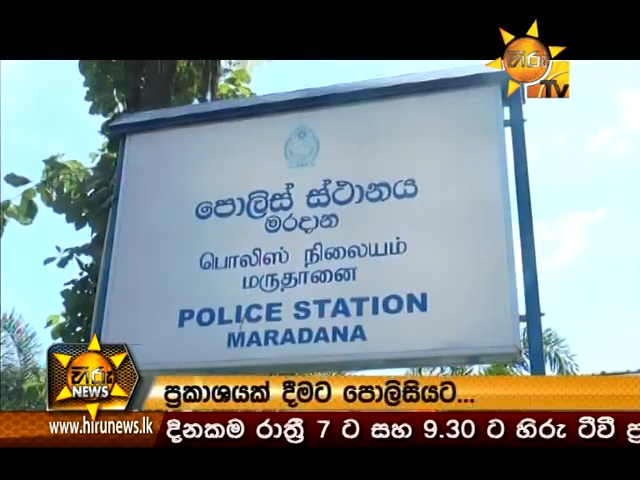 හිරු
TV
පොලිස් ස්ථානය
මරදාන
பொலிஸ் நிலையம்
மருதானை
POLICE STATION
MARADANA
හිරු
NEWS
ප්‍රකාශයක් දීමට පොලිසියට...
www.hirunews.lk
දිනකම රාත්‍රී 7 ට සහ 9.30 ට හිරු ටීවී ප්‍ර